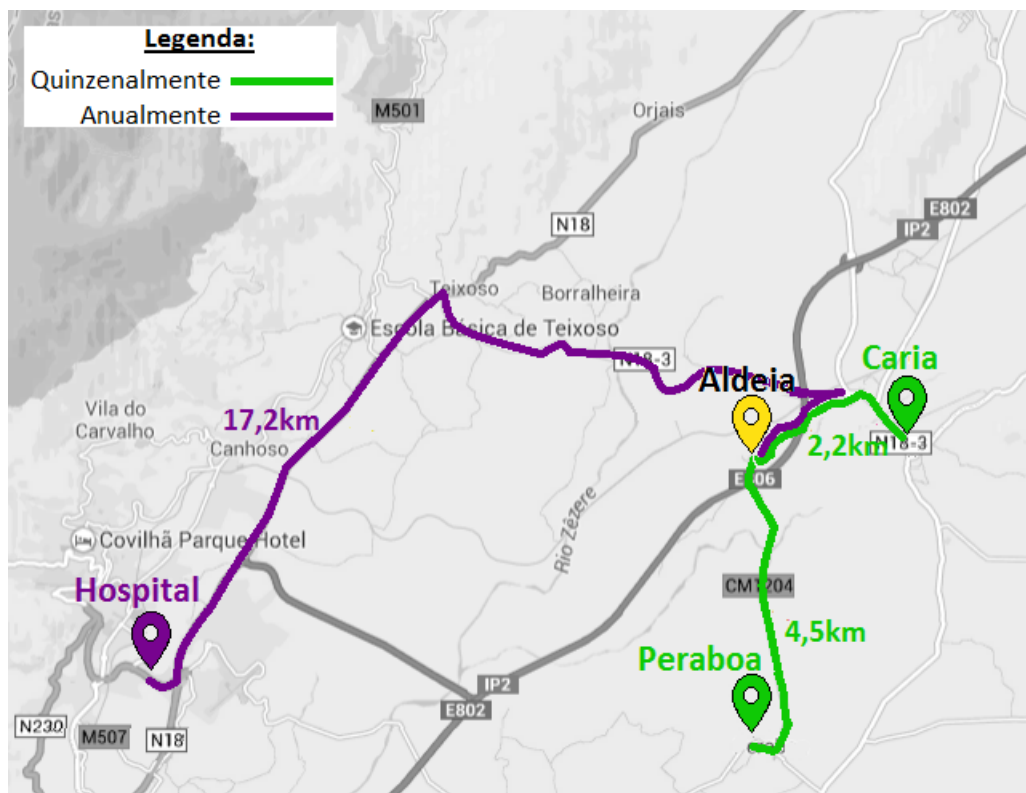 Legenda:
Quinzenalmente
Anualmente
M501
Orjais
E802
IP2
N18
Teixoso
Borralheira
Escola Básica de Teixoso
N18-3
Caria
Aldeia
Vila do
Carvalho
17,2km
Canhoso
2,2km
N18-3
E806
Rio Zêzere
Covilhã Parque Hotel
Hospital
CM1204
4,5km
Peraboa
IP2
E802
N230
M507
N18